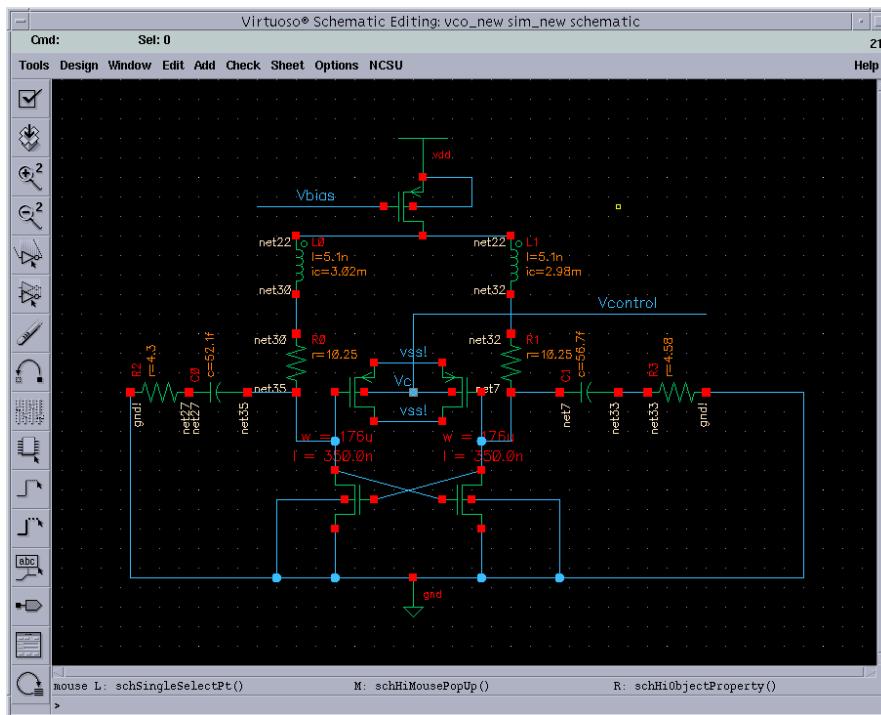 Virtuoso® Schematic Editing: vco_new sim_new schematic
Cmd: Sel: 0
21
Tools Design Window Edit Add Check Sheet Options NCSU Help
vdd
Vbias
net22 L0
l=5.1n
ic=3.02m
net30
net22 L1
l=5.1n
ic=2.98m
net32
Vcontrol
net30 R0
r=10.25
net35
net32 R1
r=10.25
net7
vss!
Vc
vss!
R2
r=4.3
gnd!
net27
net27
C0
c=52.1f
net35
C1
c=56.7f
net7
net33
net33
R3
r=4.58
gnd!
w = 176u
l = 350.0n
w = 176u
l = 350.0n
gnd
abc
2
2
mouse L: schSingleSelectPt() M: schHiMousePopUp() R: schHiObjectProperty()
>